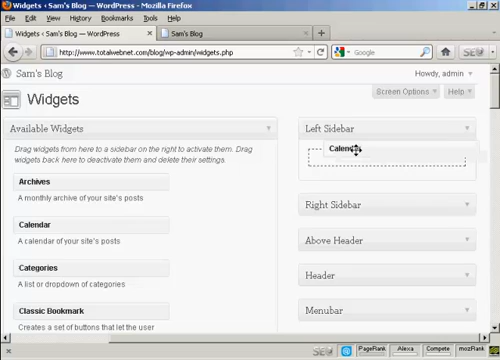 Widgets ‹ Sam's Blog — WordPress - Mozilla Firefox
File Edit View History Bookmarks Tools Help
Widgets ‹ Sam's Blog — WordPress × Sam's Blog
http://www.totalwebnet.com/blog/wp-admin/widgets.php Google SEO
Sam's Blog Howdy, admin
Screen Options Help
Widgets
Available Widgets
Drag widgets from here to a sidebar on the right to activate them. Drag
widgets back here to deactivate them and delete their settings.
Archives
A monthly archive of your site's posts
Calendar
A calendar of your site's posts
Categories
A list or dropdown of categories
Classic Bookmark
Creates a set of buttons that let the user
Left Sidebar
Calendar
Right Sidebar
Above Header
Header
Menubar
SEO PageRank Alexa Compete mozRank